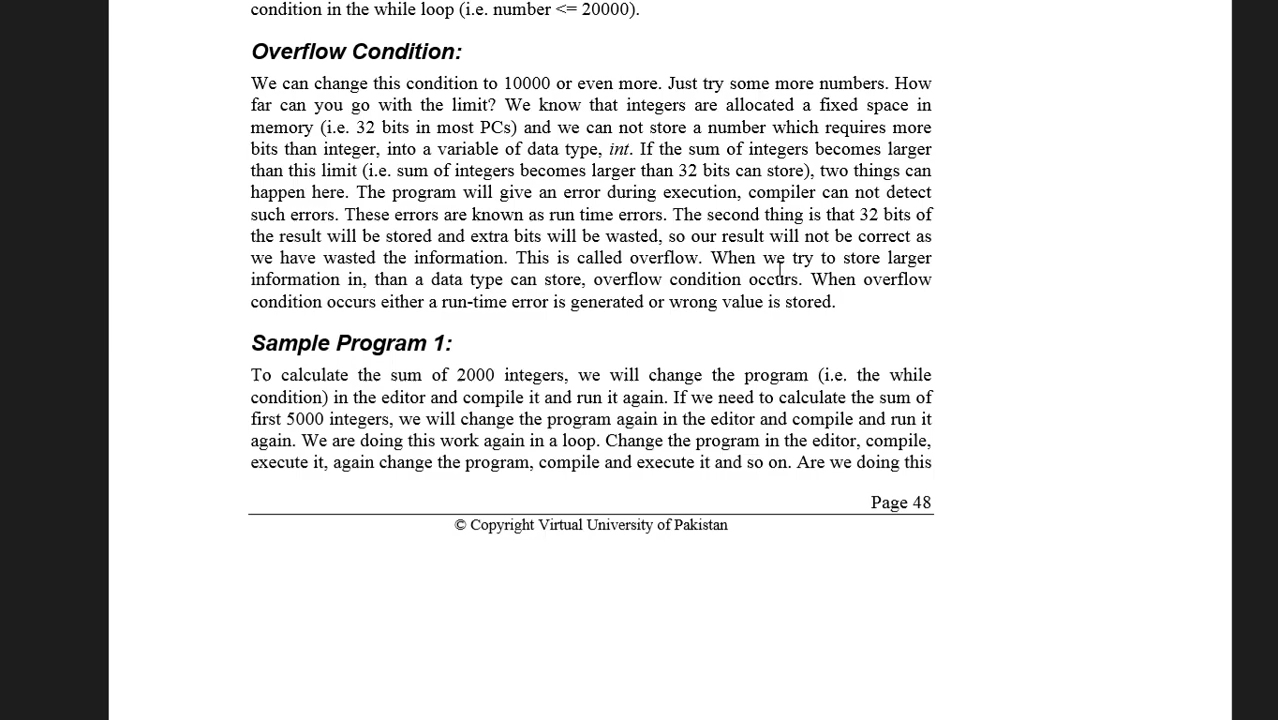 condition in the while loop (i.e. number <= 20000).
Overflow Condition:
We can change this condition to 10000 or even more. Just try some more numbers. How
far can you go with the limit? We know that integers are allocated a fixed space in
memory (i.e. 32 bits in most PCs) and we can not store a number which requires more
bits than integer, into a variable of data type, int. If the sum of integers becomes larger
than this limit (i.e. sum of integers becomes larger than 32 bits can store), two things can
happen here. The program will give an error during execution, compiler can not detect
such errors. These errors are known as run time errors. The second thing is that 32 bits of
the result will be stored and extra bits will be wasted, so our result will not be correct as
we have wasted the information. This is called overflow. When we try to store larger
information in, than a data type can store, overflow condition occurs. When overflow
condition occurs either a run-time error is generated or wrong value is stored.
Sample Program 1:
To calculate the sum of 2000 integers, we will change the program (i.e. the while
condition) in the editor and compile it and run it again. If we need to calculate the sum of
first 5000 integers, we will change the program again in the editor and compile and run it
again. We are doing this work again in a loop. Change the program in the editor, compile,
execute it, again change the program, compile and execute it and so on. Are we doing this
Page 48
© Copyright Virtual University of Pakistan